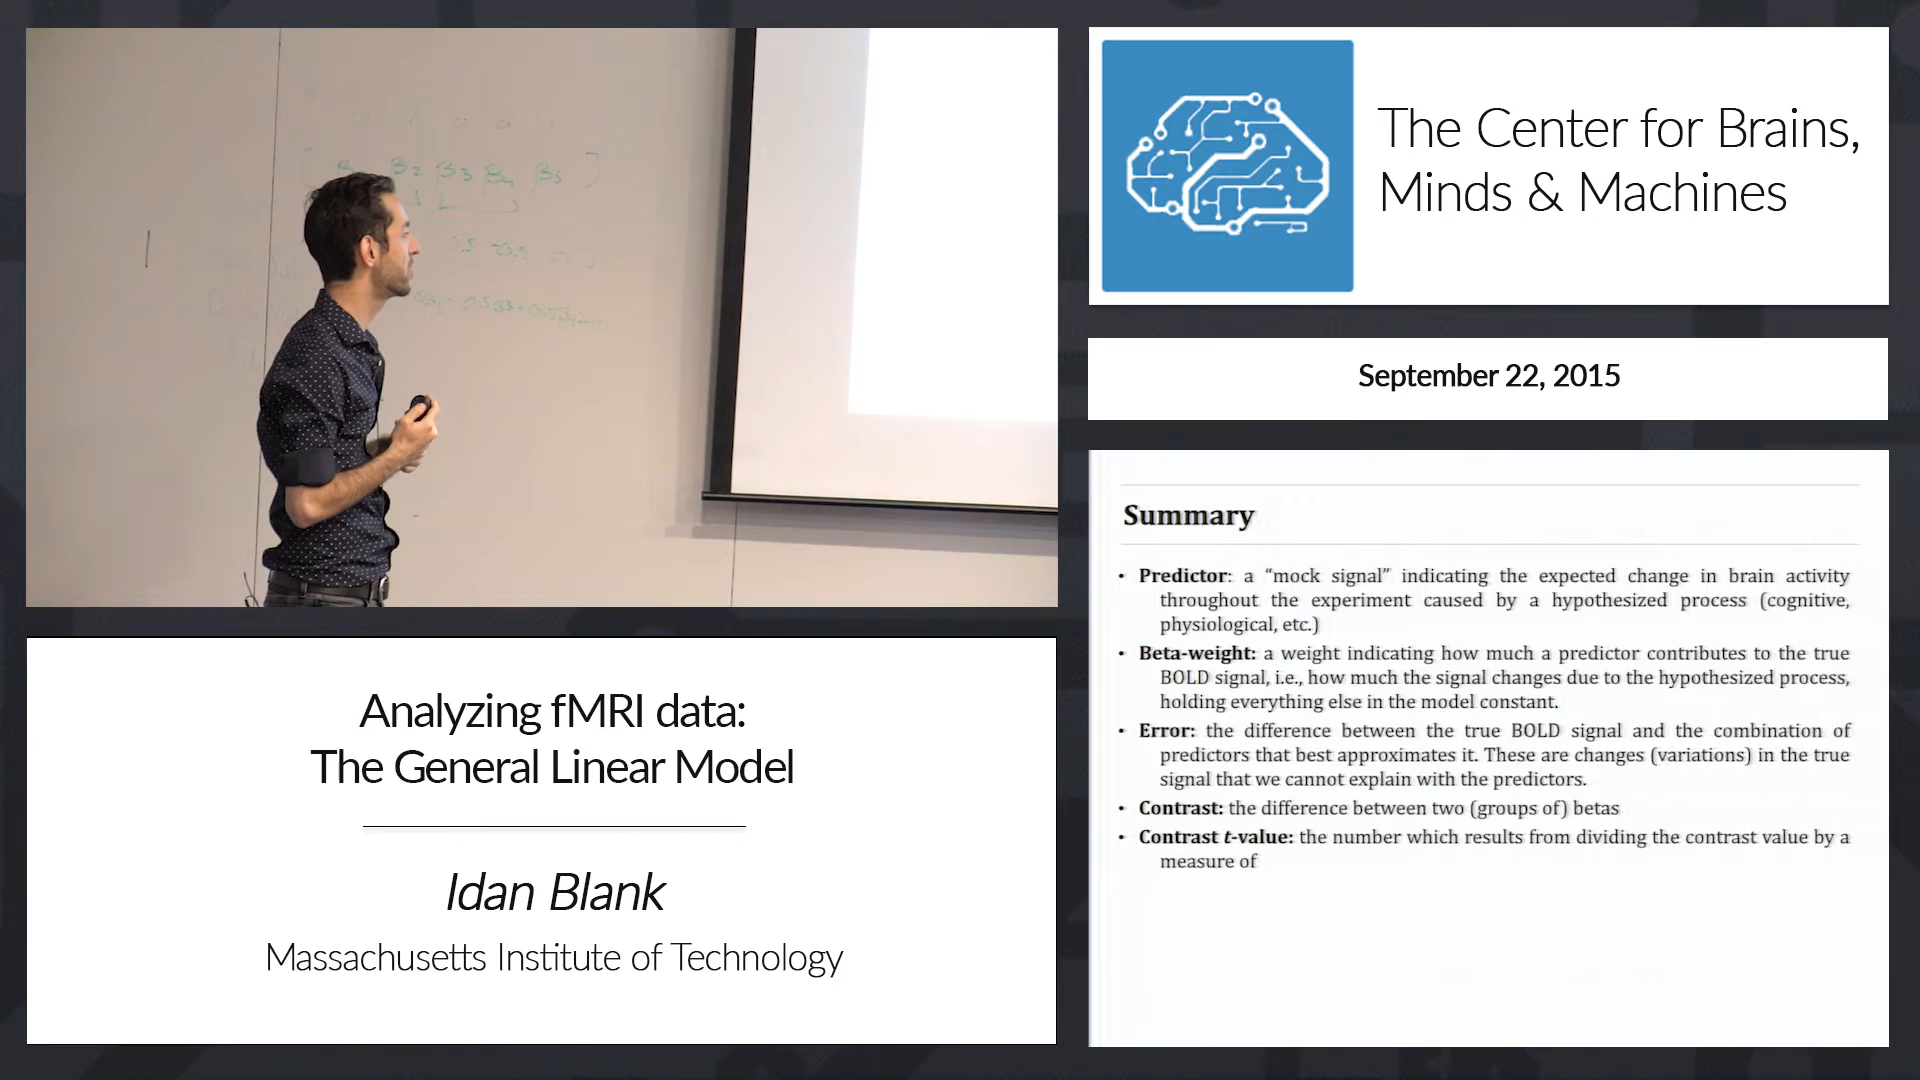 B2 B3 B4 B5
The Center for Brains,
Minds & Machines
September 22, 2015
Analyzing fMRI data:
The General Linear Model
Idan Blank
Massachusetts Institute of Technology
Summary
• Predictor: a “mock signal” indicating the expected change in brain activity
throughout the experiment caused by a hypothesized process (cognitive,
physiological, etc.)
• Beta-weight: a weight indicating how much a predictor contributes to the true
BOLD signal, i.e., how much the signal changes due to the hypothesized process,
holding everything else in the model constant.
• Error: the difference between the true BOLD signal and the combination of
predictors that best approximates it. These are changes (variations) in the true
signal that we cannot explain with the predictors.
• Contrast: the difference between two (groups of) betas
• Contrast t-value: the number which results from dividing the contrast value by a
measure of